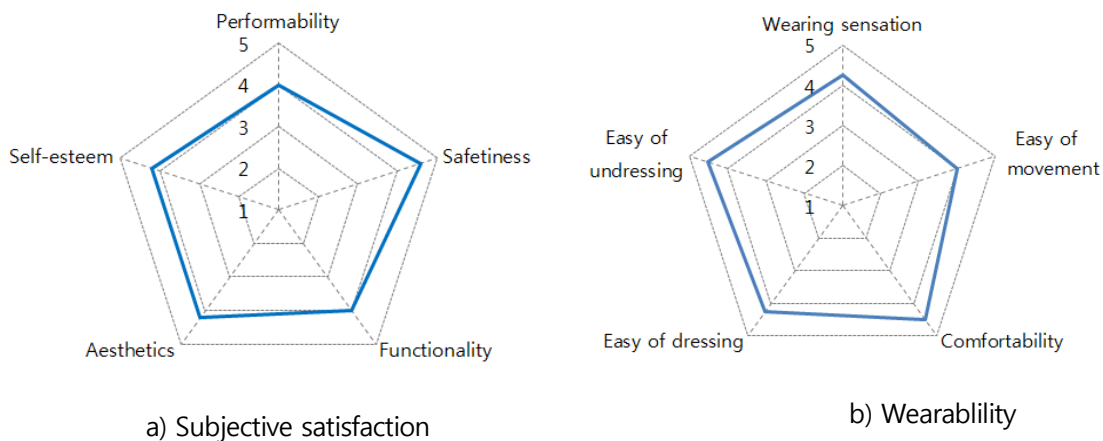 Performability
5
4
3
2
1
Self-esteem
Safetiness
Aesthetics
Functionality
a) Subjective satisfaction
Wearing sensation
5
4
3
2
1
Easy of
undressing
Easy of
movement
Easy of dressing
Comfortability
b) Wearablility